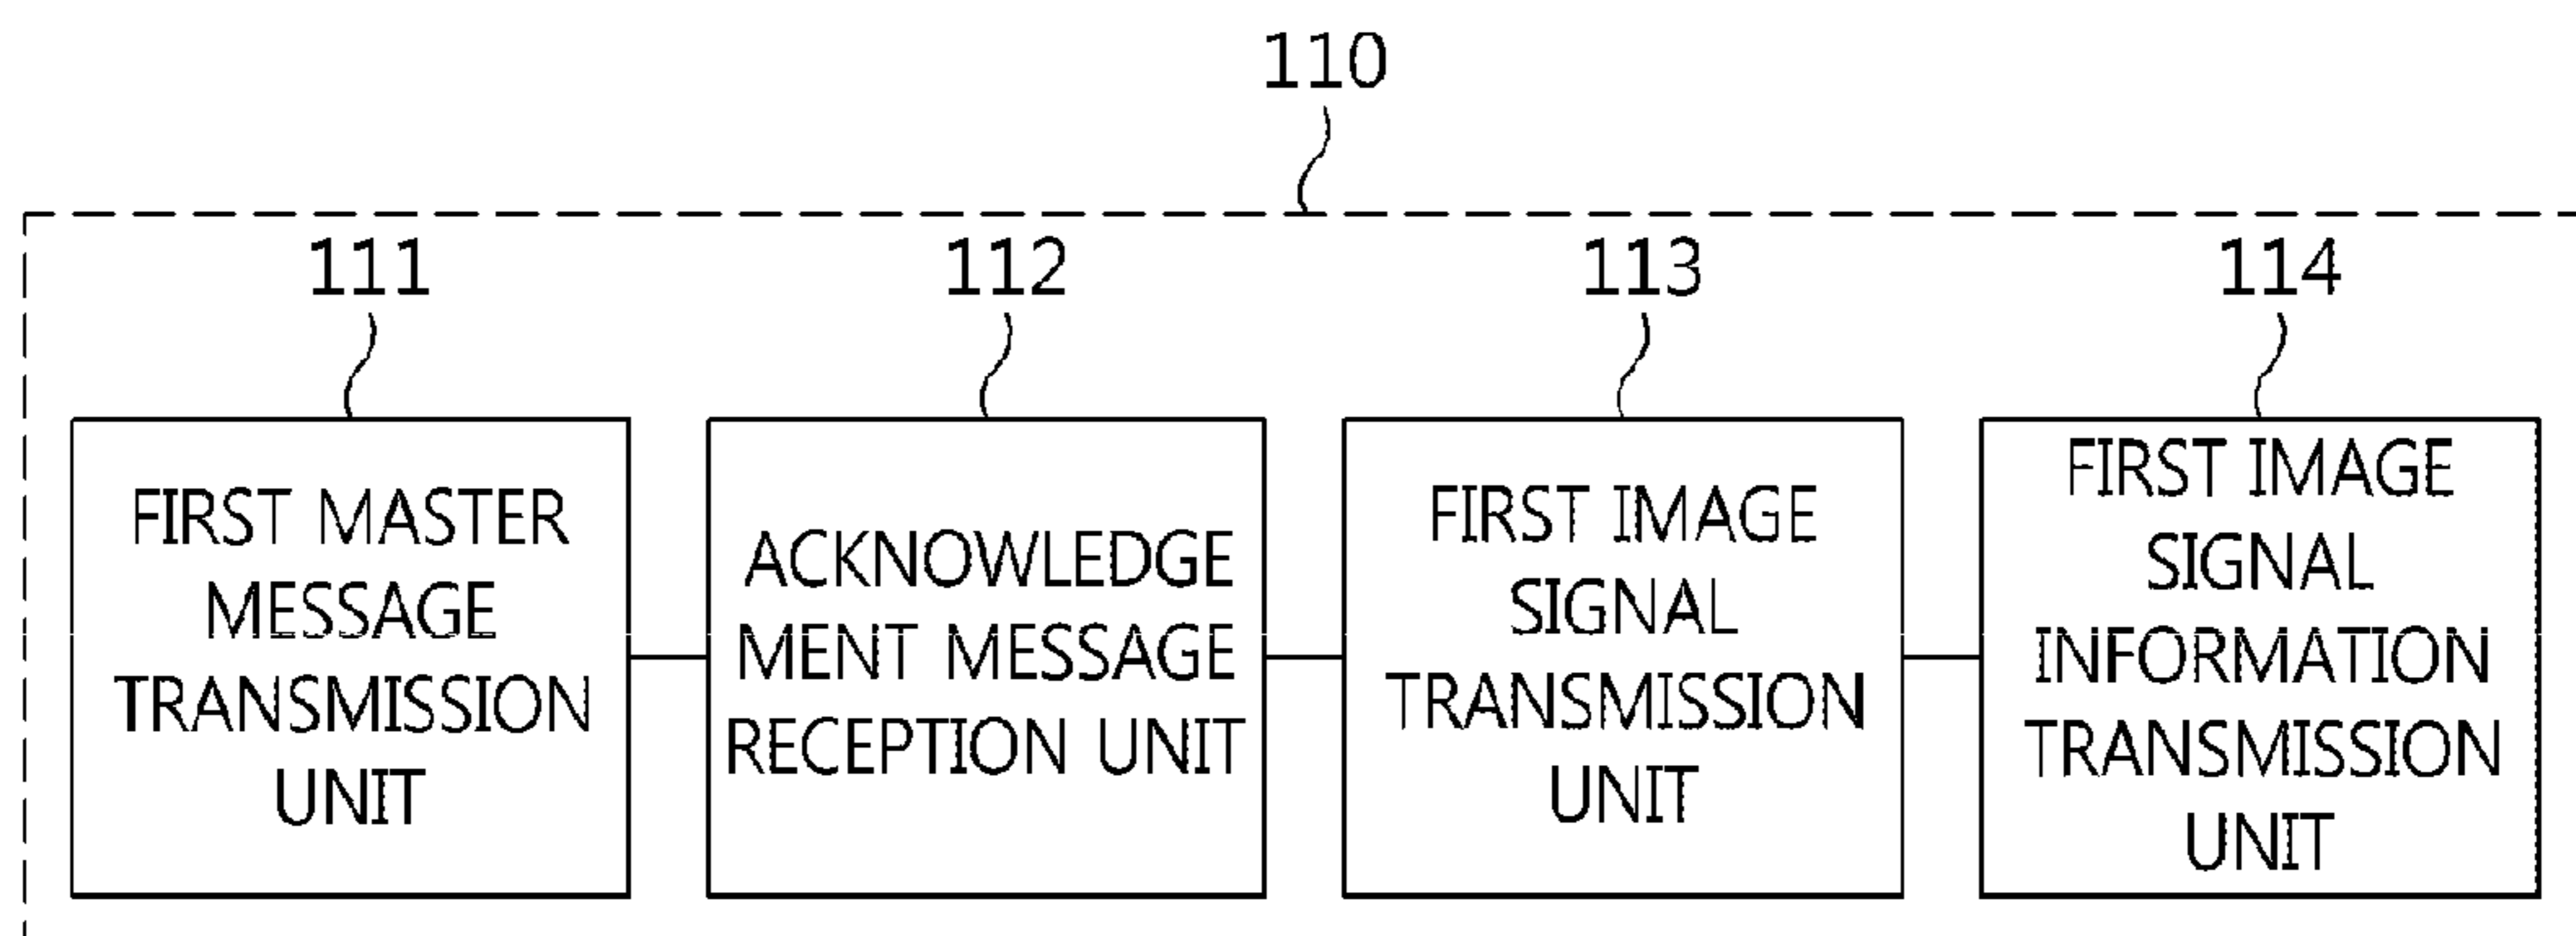 110
111
112
113
114
FIRST MASTER
MESSAGE
TRANSMISSION
UNIT
ACKNOWLEDGE
MENT MESSAGE
RECEPTION UNIT
FIRST IMAGE
SIGNAL
TRANSMISSION
UNIT
FIRST IMAGE
SIGNAL
INFORMATION
TRANSMISSION
UNIT